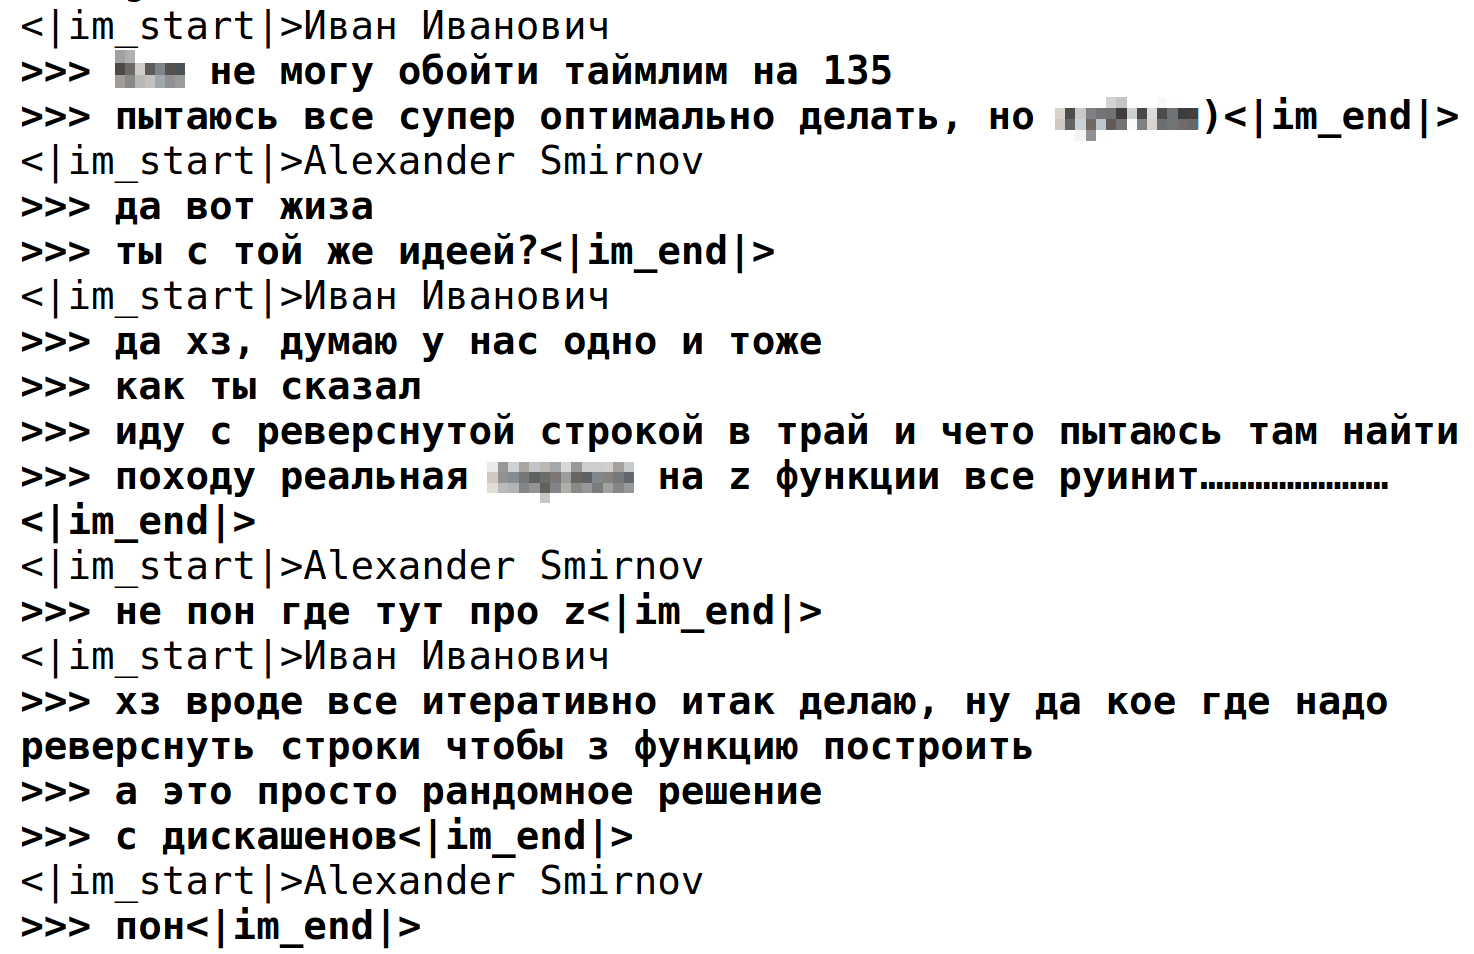 <|im_start|>Иван Иванович
>>> не могу обойти таймлим на 135
>>> пытаюсь все супер оптимально делать, но )<|im_end|>
<|im_start|>Alexander Smirnov
>>> да вот жиза
>>> ты с той же идеей?<|im_end|>
<|im_start|>Иван Иванович
>>> да хз, думаю у нас одно и тоже
>>> как ты сказал
>>> иду с реверснутой строкой в трай и чето пытаюсь там найти
>>> походу реальная на z функции все руинит……………………
<|im_end|>
<|im_start|>Alexander Smirnov
>>> не пон где тут про z<|im_end|>
<|im_start|>Иван Иванович
>>> хз вроде все итеративно итак делаю, ну да кое где надо
реверснуть строки чтобы з функцию построить
>>> а это просто рандомное решение
>>> с дискашенов<|im_end|>
<|im_start|>Alexander Smirnov
>>> пон<|im_end|>